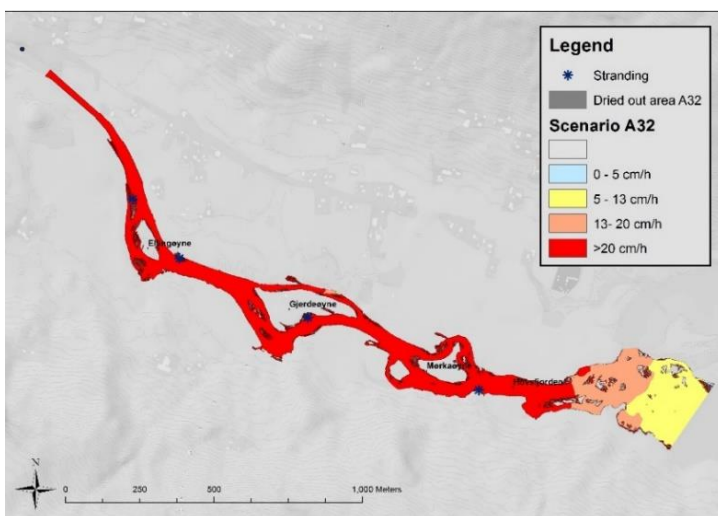 Legend
Stranding
Dried out area A32
Scenario A32
0 - 5 cm/h
5 - 13 cm/h
13- 20 cm/h
>20 cm/h
Gjerdeøyne
N
0
250
500
1,000 Meters